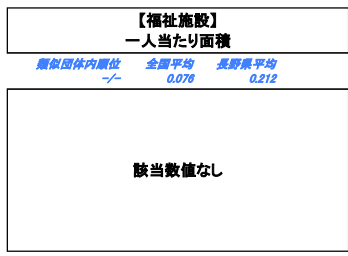 【福祉施設】
一人当たり面積
類似団体内順位 全国平均 長野県平均
-/- 0.076 0.212
該当数値なし